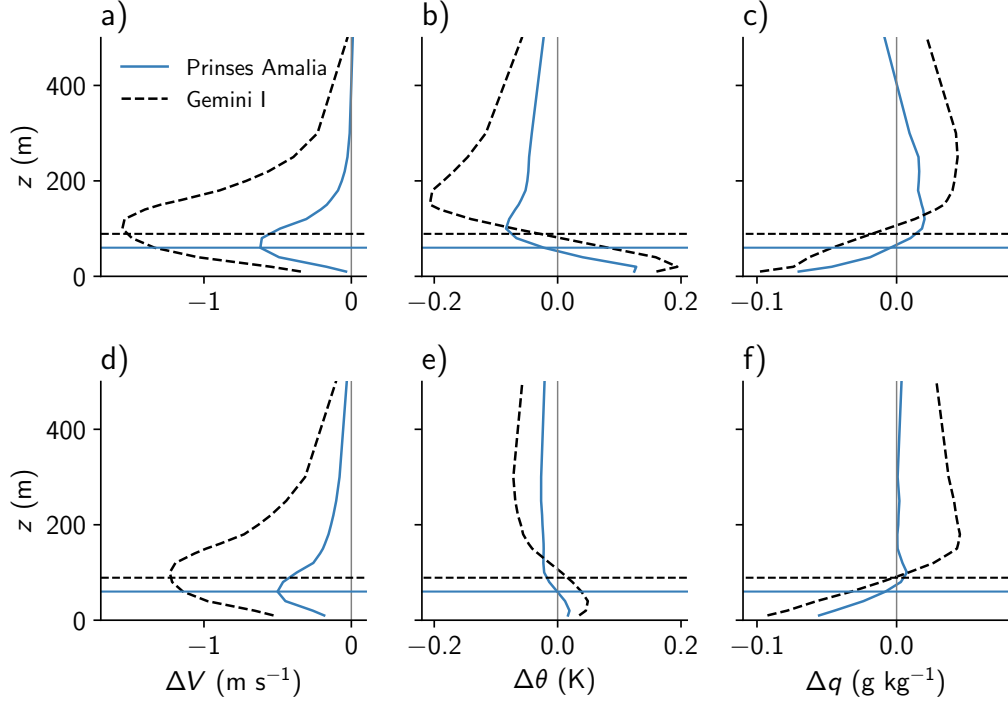 a) b) c)
Prinses Amalia
Gemini I
400
200
0
z (m)
−1 0
−0.2 0.0 0.2
−0.1 0.0
d) e) f)
400
200
0
z (m)
−1 0
−0.2 0.0 0.2
−0.1 0.0
ΔV (m s⁻¹) Δθ (K) Δq (g kg⁻¹)